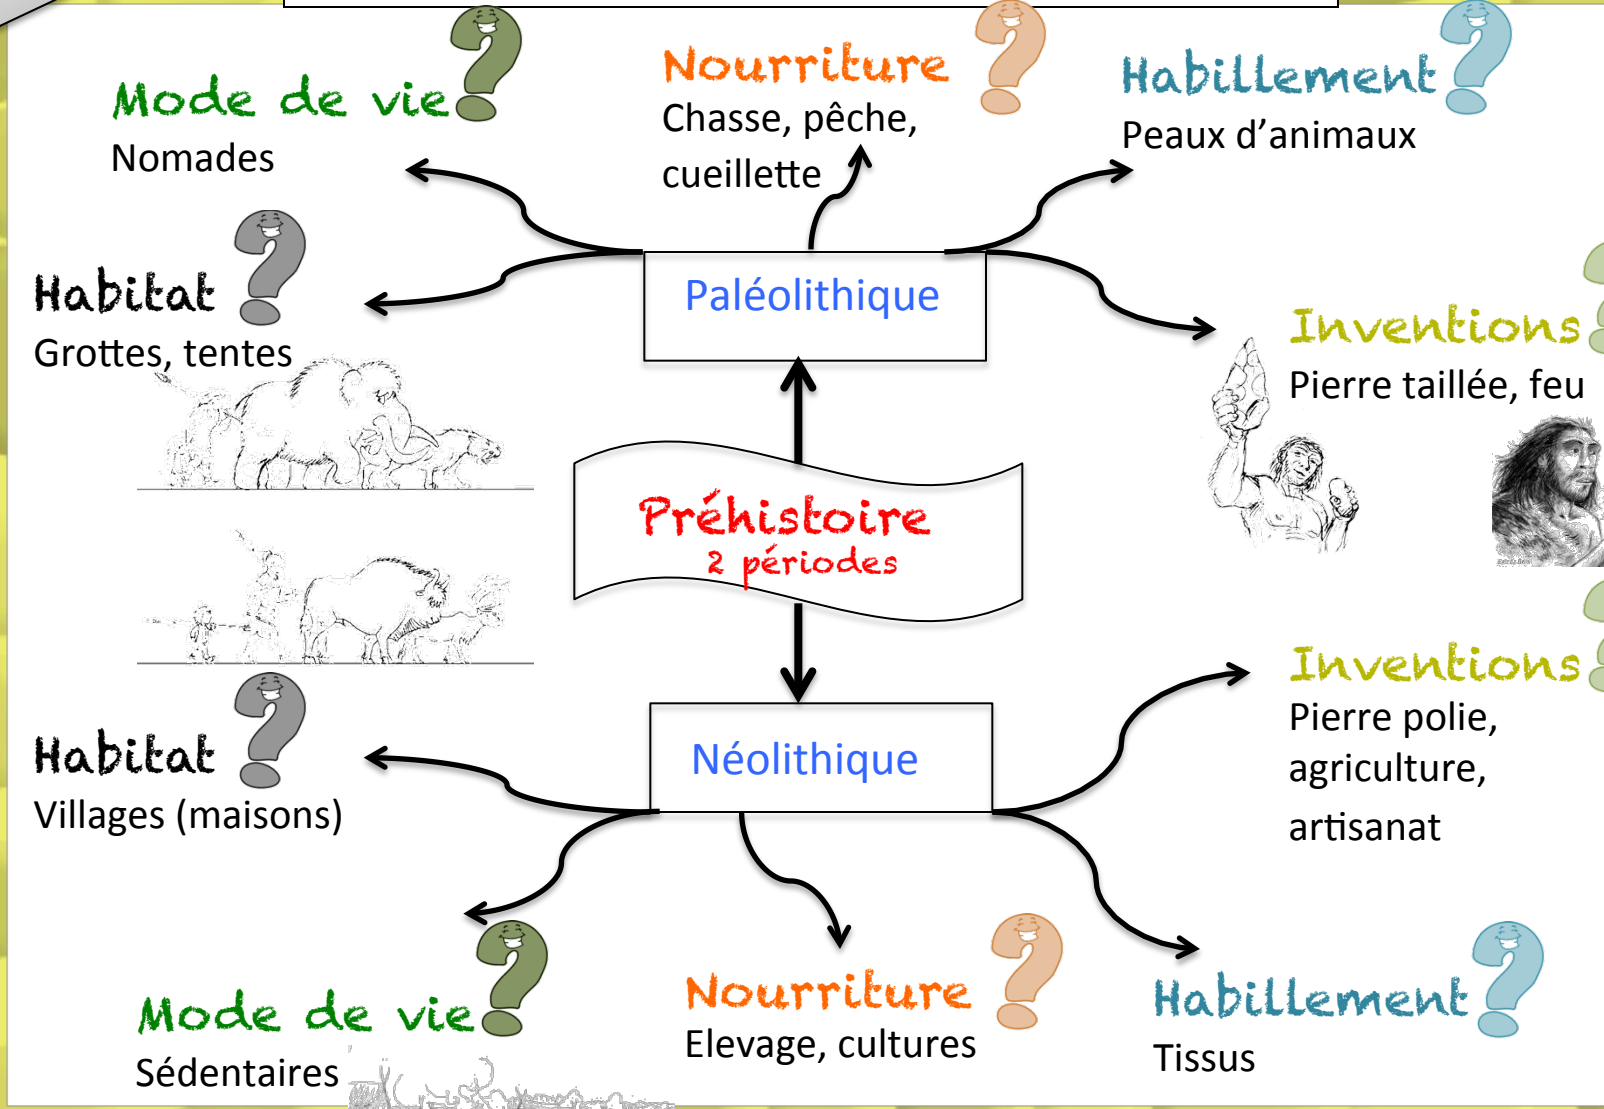 Mode de vie
Nomades
Nourriture
Chasse, pêche,
cueillette
Habillement
Peaux d'animaux
Habitat
Grottes, tentes
Paléolithique
Inventions
Pierre taillée, feu
Préhistoire
2 périodes
Habitat
Villages (maisons)
Néolithique
Inventions
Pierre polie,
agriculture,
artisanat
Mode de vie
Sédentaires
Nourriture
Elevage, cultures
Habillement
Tissus